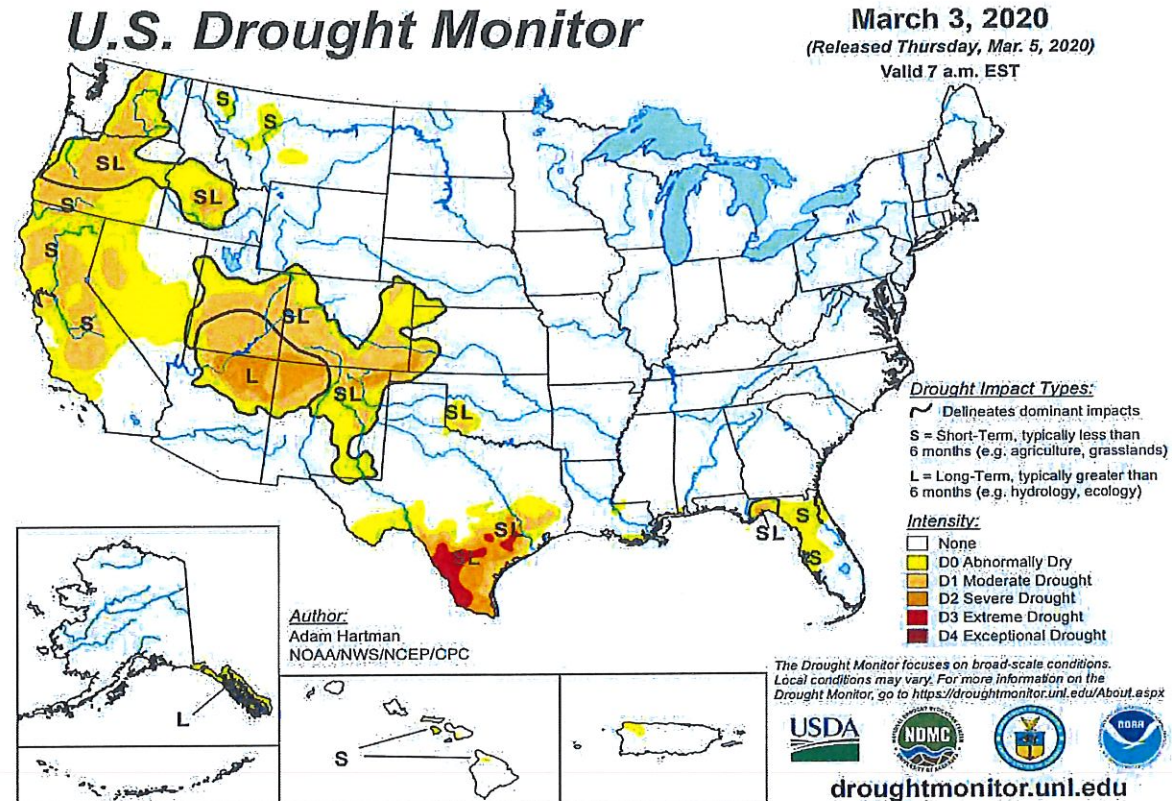 U.S. Drought Monitor
March 3, 2020
(Released Thursday, Mar. 5, 2020)
Valid 7 a.m. EST
S
S
SL
SL
S
S
S
SL
L
SL
SL
SL
SL
SL
S
S
Drought Impact Types:
Delineates dominant impacts
S = Short-Term, typically less than
6 months (e.g. agriculture, grasslands)
L = Long-Term, typically greater than
6 months (e.g. hydrology, ecology)
Intensity:
None
D0 Abnormally Dry
D1 Moderate Drought
D2 Severe Drought
D3 Extreme Drought
D4 Exceptional Drought
Author:
Adam Hartman
NOAA/NWS/NCEP/CPC
L
S
The Drought Monitor focuses on broad-scale conditions.
Local conditions may vary. For more information on the
Drought Monitor, go to https://droughtmonitor.unl.edu/About.aspx
USDA
NDMC
NOAA
droughtmonitor.unl.edu